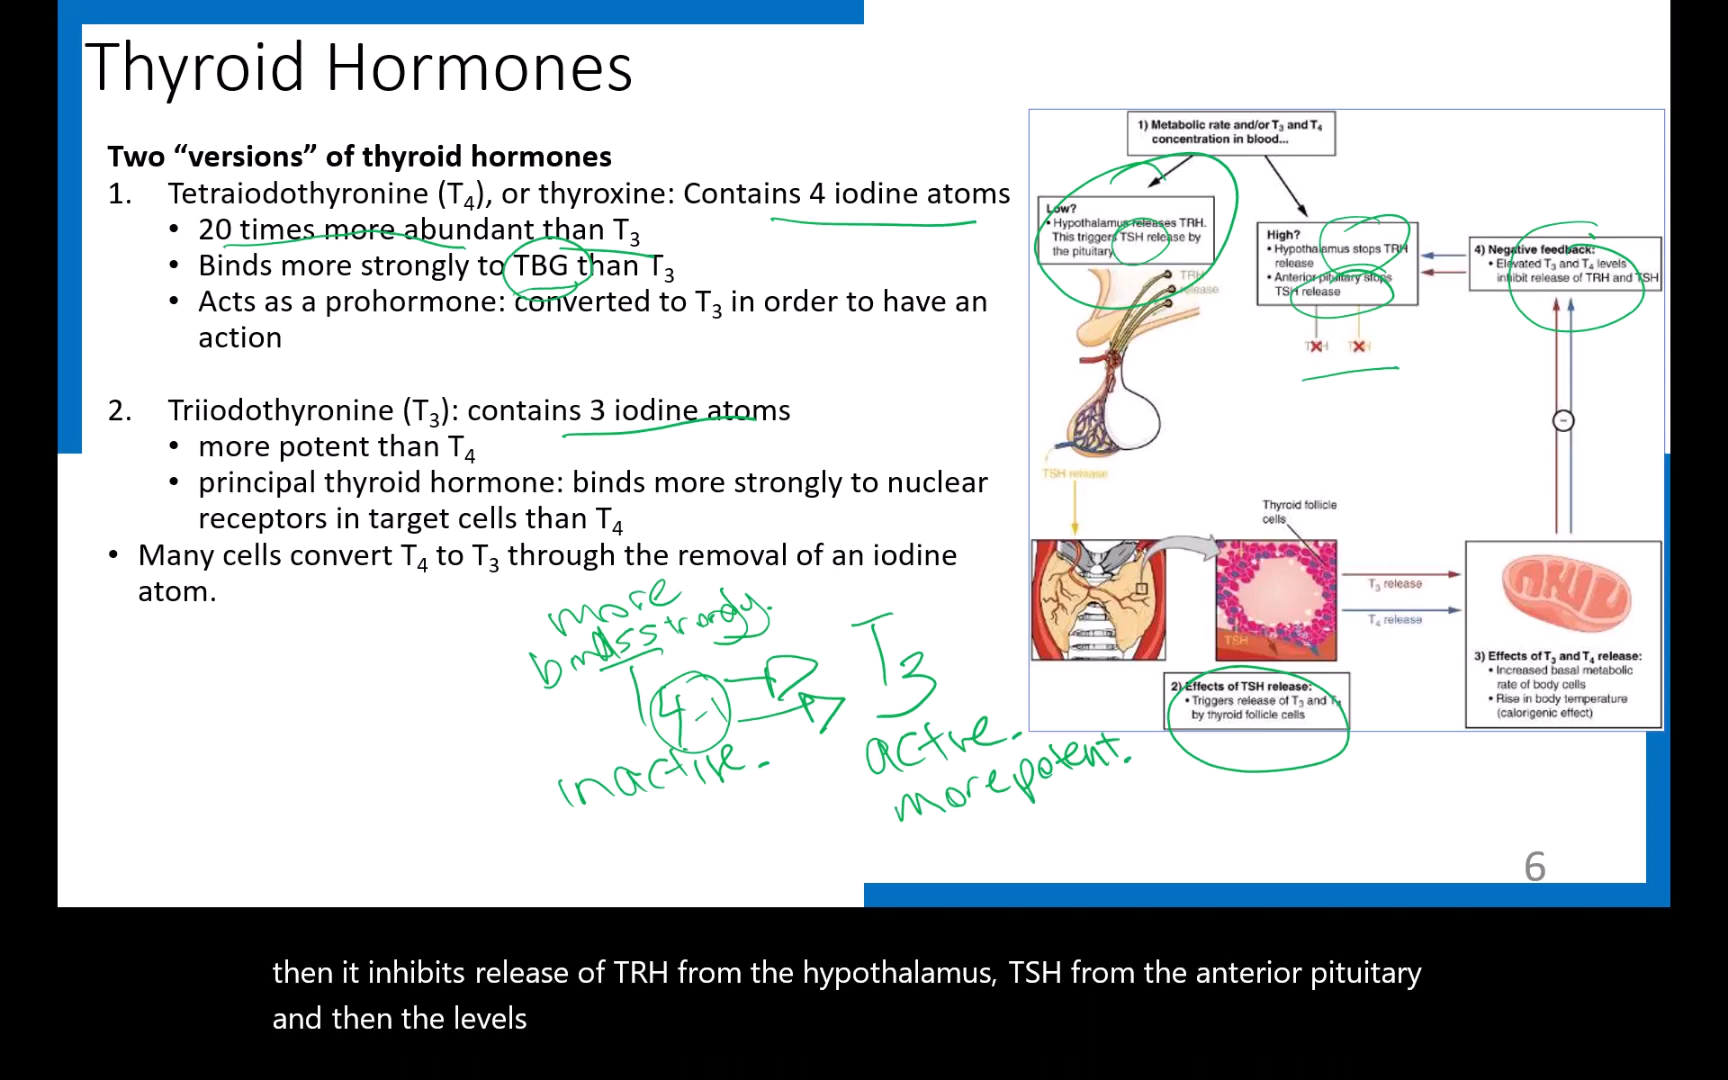 Thyroid Hormones
Two “versions” of thyroid hormones
1. Tetraiodothyronine (T4), or thyroxine: Contains 4 iodine atoms
• 20 times more abundant than T3
• Binds more strongly to TBG than T3
• Acts as a prohormone: converted to T3 in order to have an
action
2. Triiodothyronine (T3): contains 3 iodine atoms
• more potent than T4
• principal thyroid hormone: binds more strongly to nuclear
receptors in target cells than T4
• Many cells convert T4 to T3 through the removal of an iodine
atom.
more
binds strongly.
T4-1
T3
inactive.
active.
more potent.
1) Metabolic rate and/or T3 and T4
concentration in blood...
Low?
• Hypothalamus releases TRH.
This triggers TSH release by
the pituitary
High?
• Hypothalamus stops TRH
release
• Anterior pituitary stops
TSH release
4) Negative feedback:
• Elevated T3 and T4 levels
inhibit release of TRH and TSH
TRH
release
TSH release
Thyroid follicle
cells
T3 release
T4 release
TSH
2) Effects of TSH release:
• Triggers release of T3 and T4
by thyroid follicle cells
3) Effects of T3 and T4 release:
• Increased basal metabolic
rate of body cells
• Rise in body temperature
(calorigenic effect)
6
then it inhibits release of TRH from the hypothalamus, TSH from the anterior pituitary
and then the levels